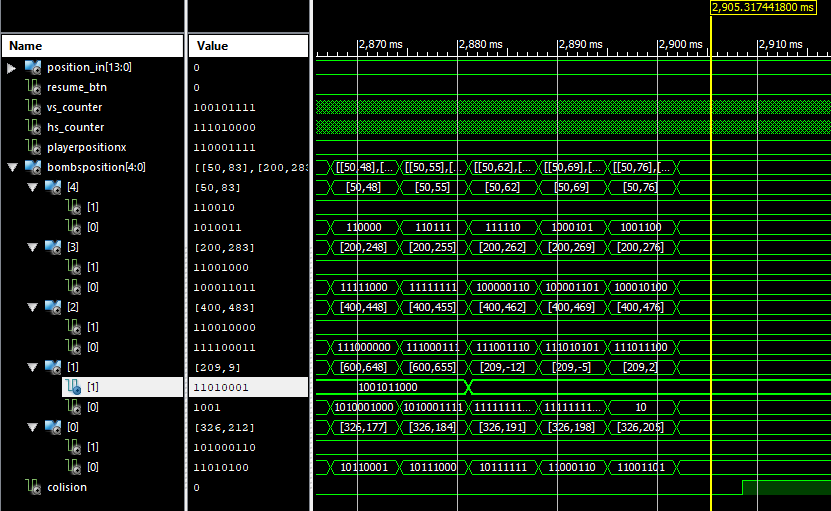 2,905.317441800 ms
Name Value 2,870 ms 2,880 ms 2,890 ms 2,900 ms 2,910 ms
position_in[13:0] 0
resume_btn 0
vs_counter 100101111
hs_counter 111010000
playerpositionx 110001111
bombsposition[4:0] [[50,83],[200,283 [[50,48],[... [[50,55],[... [[50,62],[... [[50,69],[... [[50,76],[...
[4] [50,83] [50,48] [50,55] [50,62] [50,69] [50,76]
[1] 110010
[0] 1010011 110000 110111 111110 1000101 1001100
[3] [200,283] [200,248] [200,255] [200,262] [200,269] [200,276]
[1] 11001000
[0] 100011011 11111000 11111111 100000110 100001101 100010100
[2] [400,483] [400,448] [400,455] [400,462] [400,469] [400,476]
[1] 110010000
[0] 111100011 111000000 111000111 111001110 111010101 111011100
[1] [209,9] [600,648] [600,655] [209,-12] [209,-5] [209,2]
[1] 11010001 1001011000
[0] 1001 1010001000 1010001111 11111111... 11111111... 10
[0] [326,212] [326,177] [326,184] [326,191] [326,198] [326,205]
[1] 101000110
[0] 11010100 10110001 10111000 10111111 11000110 11001101
colision 0